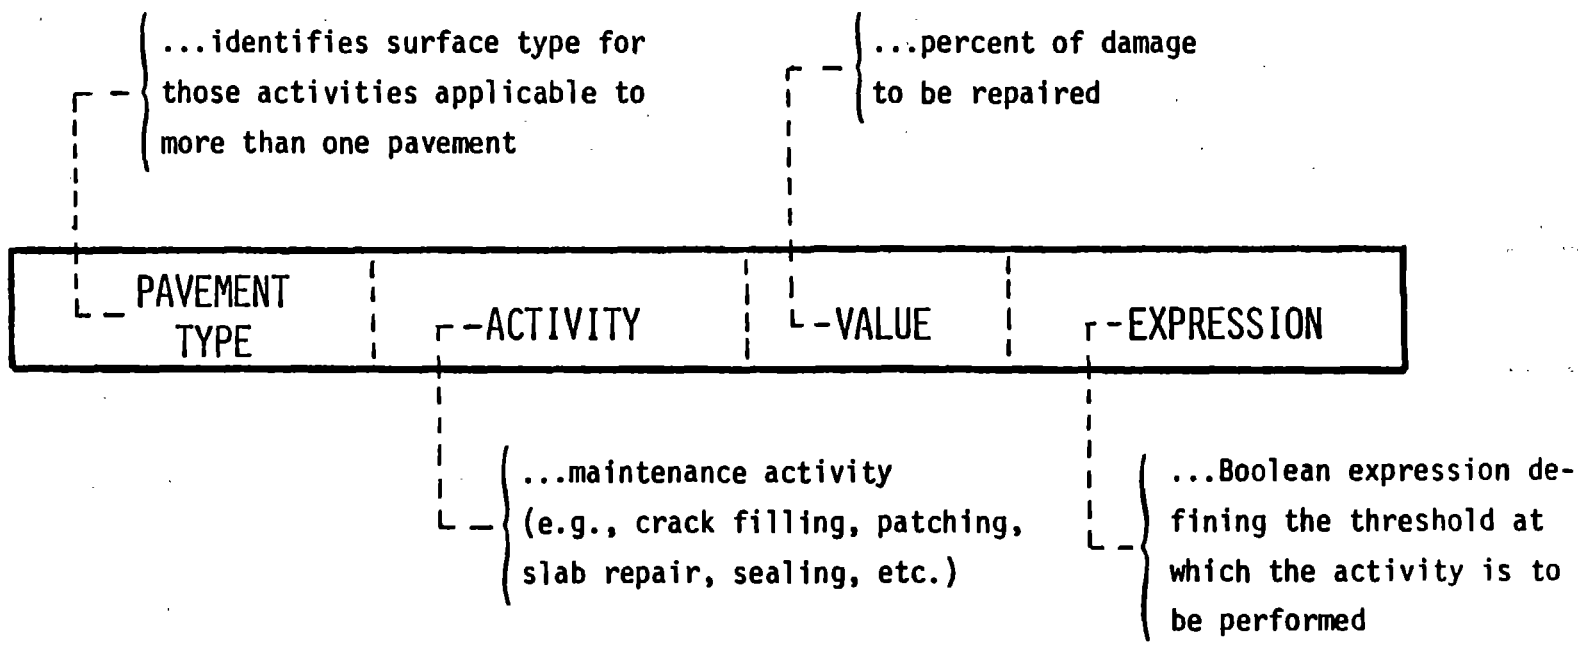 ...identifies surface type for
those activities applicable to
more than one pavement
...percent of damage
to be repaired
PAVEMENT
TYPE
ACTIVITY
VALUE
EXPRESSION
...maintenance activity
(e.g., crack filling, patching,
slab repair, sealing, etc.)
...Boolean expression de-
fining the threshold at
which the activity is to
be performed